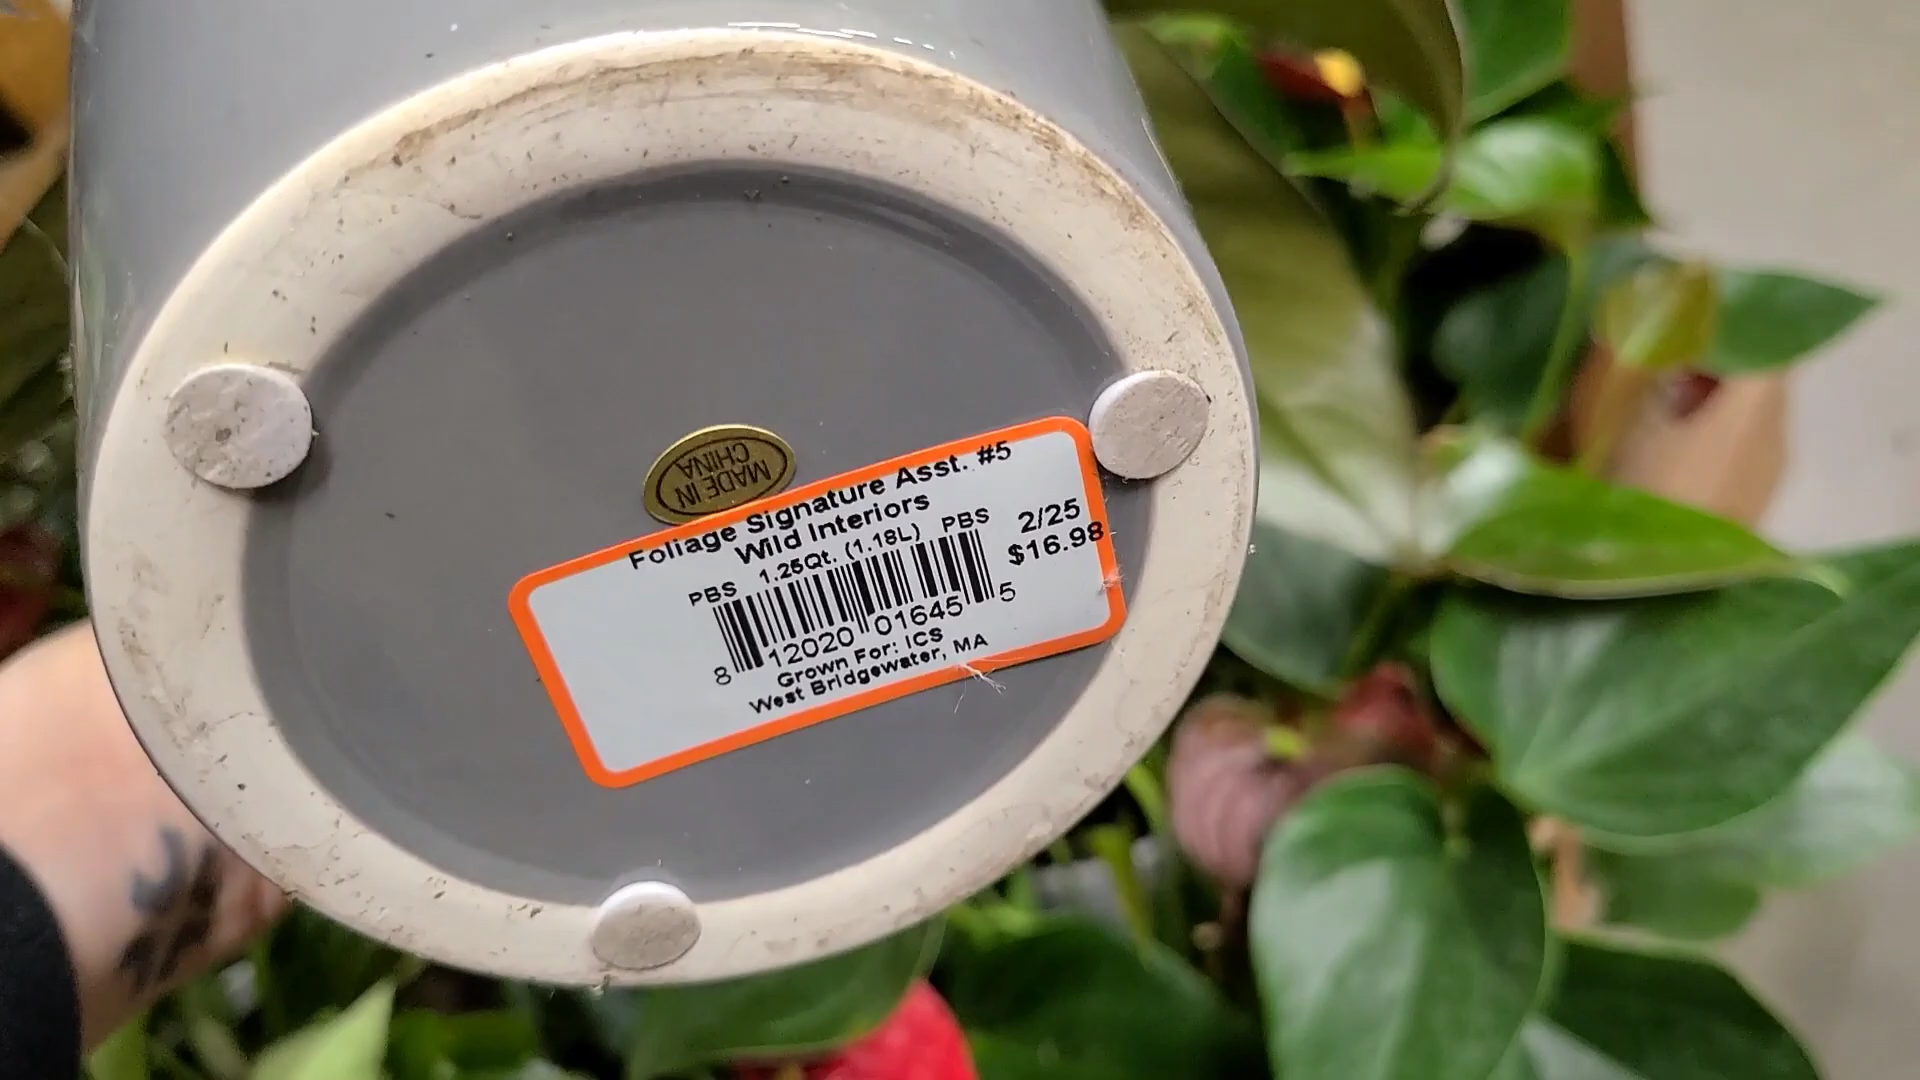 MADE IN
CHINA
Foliage Signature Asst. #5
Wild Interiors
PBS 1.25Qt. (1.18L) PBS 2/25
$16.98
8 12020 01645 5
Grown For: ICS
West Bridgewater, MA